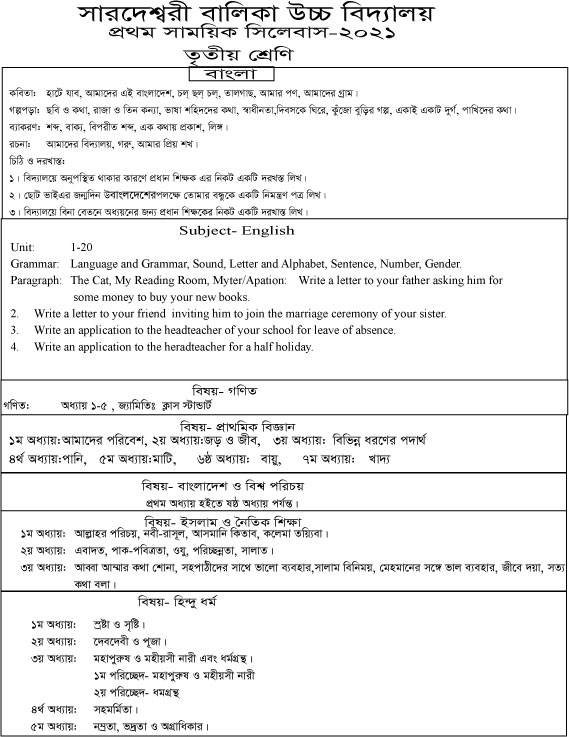 সারদেশ্বরী বালিকা উচ্চ বিদ্যালয়
প্রথম সাময়িক সিলেবাস-২০২১
তৃতীয় শ্রেণি
বাংলা
কবিতা: হাটে যাব, আমাদের এই বাংলাদেশ, চল্ ছল্ চল্, তালগাছ, আমার পণ, আমাদের গ্রাম।
গল্পপড়া: ছবি ও কথা, রাজা ও তিন কন্যা, ভাষা শহিদদের কথা, স্বাধীনতা,দিবসকে ঘিরে, কুঁজো বুড়ির গল্প, একাই একাট দুর্গ, পাখিদের কথা।
ব্যাকরণ: শব্দ, বাক্য, বিপরীত শব্দ, এক কথায় প্রকাশ, লিঙ্গ।
রচনা: আমাদের বিদ্যালয়, গরু, আমার প্রিয় শখ।
চিঠি ও দরখাস্ত:
১। বিদ্যালয়ে অনুপস্থিত থাকার কারণে প্রধান শিক্ষক এর নিকট একটি দরখাস্ত লিখ।
২। ছোট ভাইএর জন্মদিন উবাংলাদেশেরপলক্ষে তোমার বন্ধুকে একটি নিমন্ত্রণ পত্র লিখ।
৩। বিদ্যালয়ে বিনা বেতনে অধ্যয়নের জন্য প্রধান শিক্ষকের নিকট একটি দরখাস্ত লিখ।
Subject- English
Unit: 1-20
Grammar: Language and Grammar, Sound, Letter and Alphabet, Sentence, Number, Gender.
Paragraph: The Cat, My Reading Room, Myter/Apation: Write a letter to your father asking him for
some money to buy your new books.
2. Write a letter to your friend inviting him to join the marriage ceremony of your sister.
3. Write an application to the headteacher of your school for leave of absence.
4. Write an application to the heradteacher for a half holiday.
বিষয়- গণিত
গণিত: অধ্যায় ১-৫ , জ্যামিতিঃ ক্লাস স্টান্ডার্ট
বিষয়- প্রাথমিক বিজ্ঞান
১ম অধ্যায়:আমাদের পরিবেশ, ২য় অধ্যায়:জড় ও জীব, ৩য় অধ্যায়: বিভিন্ন ধরণের পদার্থ
৪র্থ অধ্যায়:পানি, ৫ম অধ্যায়:মাটি, ৬ষ্ঠ অধ্যায়: বায়ু, ৭ম অধ্যায়: খাদ্য
বিষয়- বাংলাদেশ ও বিশ্ব পরিচয়
প্রথম অধ্যায় হইতে ষষ্ঠ অধ্যায় পর্যন্ত।
বিষয়- ইসলাম ও নৈতিক শিক্ষা
১ম অধ্যায়: আল্লাহর পরিচয়, নবী-রাসূল, আসমানি কিতাব, কলেমা তয়্যিবা।
২য় অধ্যায়: এবাদত, পাক-পবিত্রতা, ওযু, পরিচ্ছন্নতা, সালাত।
৩য় অধ্যায়: আব্বা আম্মার কথা শোনা, সহপাঠীদের সাথে ভালো ব্যবহার,সালাম বিনিময়, মেহমানের সঙ্গে ভাল ব্যবহার, জীবে দয়া, সত্য
কথা বলা।
বিষয়- হিন্দু ধর্ম
১ম অধ্যায়: স্রষ্টা ও সৃষ্টি।
২য় অধ্যায়: দেবদেবী ও পূজা।
৩য় অধ্যায়: মহাপুরুষ ও মহীয়সী নারী এবং ধর্মগ্রন্থ।
১ম পরিচ্ছেদ- মহাপুরুষ ও মহীয়সী নারী
২য় পরিচ্ছেদ- ধমগ্রন্থ
৪র্থ অধ্যায়: সহমর্মিতা।
৫ম অধ্যায়: নম্রতা, ভদ্রতা ও অগ্রাধিকার।